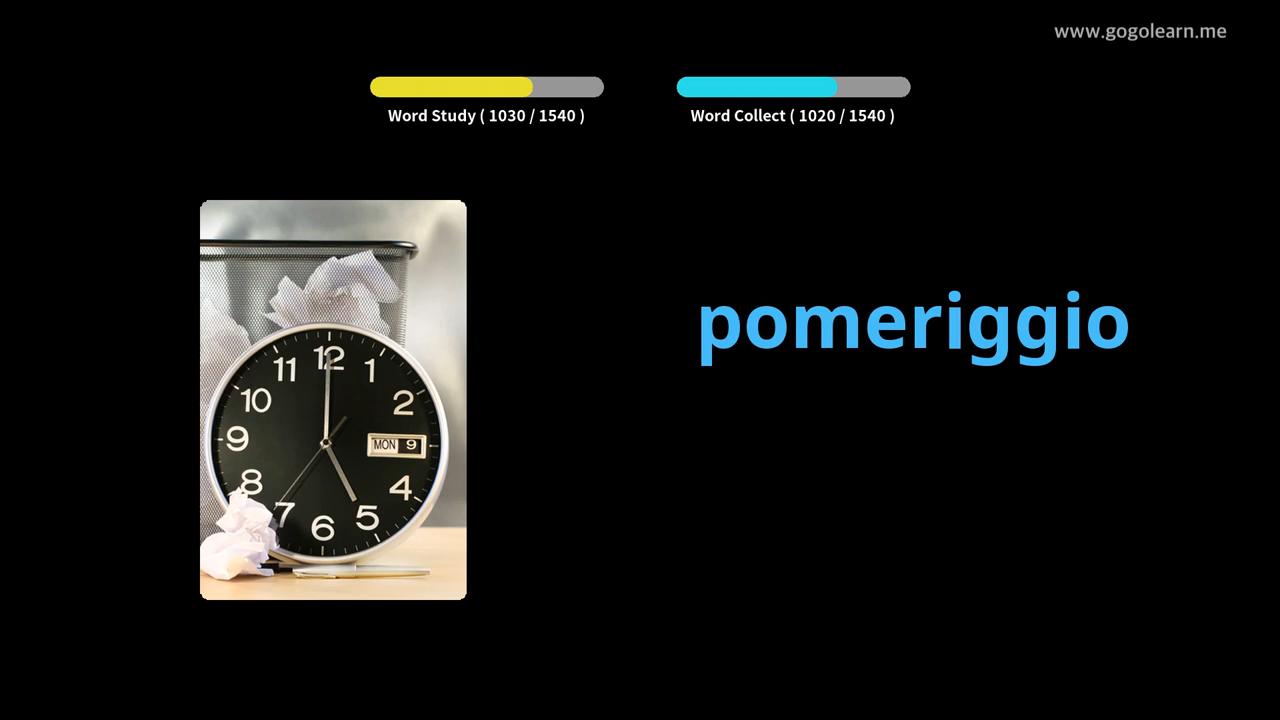 www.gogolearn.me
Word Study ( 1030 / 1540 )
Word Collect ( 1020 / 1540 )
pomeriggio
12
11
1
10
2
9
MON 9
8
4
7
5
6